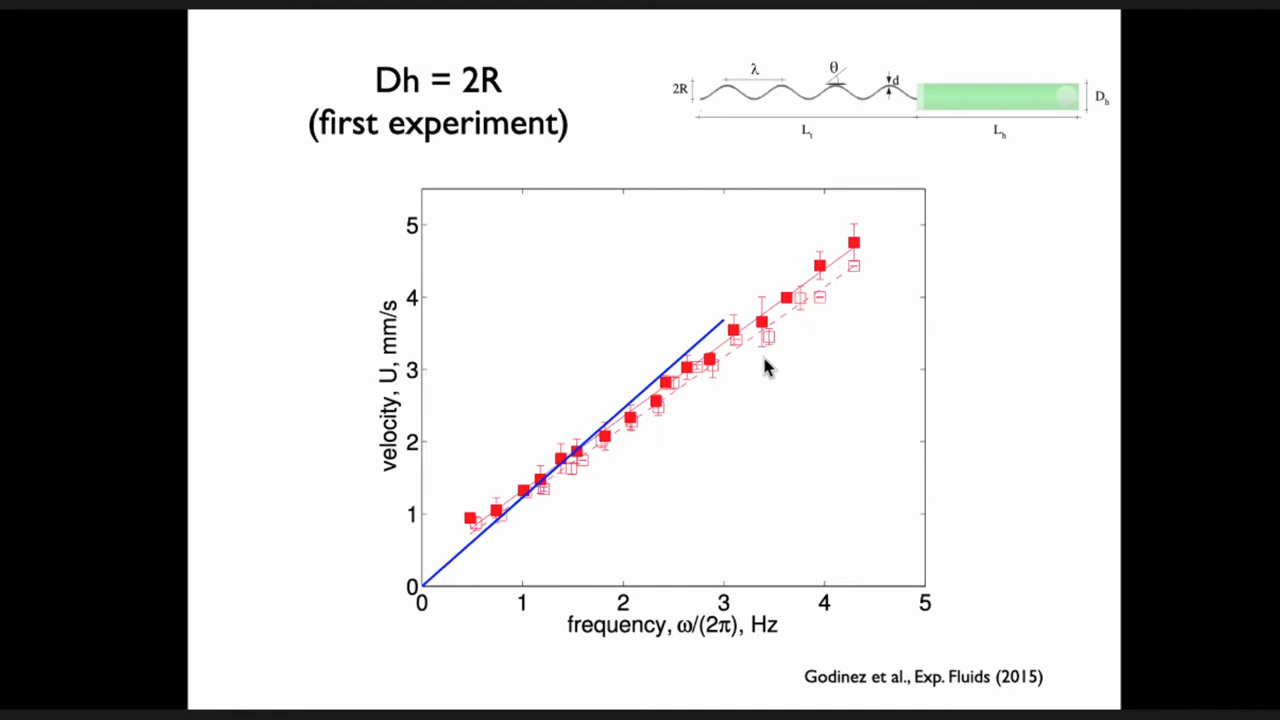 Dh = 2R
(first experiment)
λ
θ
d
2R
D_h
L_t
L_h
5
4
3
2
1
0
velocity, U, mm/s
0 1 2 3 4 5
frequency, ω/(2π), Hz
Godinez et al., Exp. Fluids (2015)